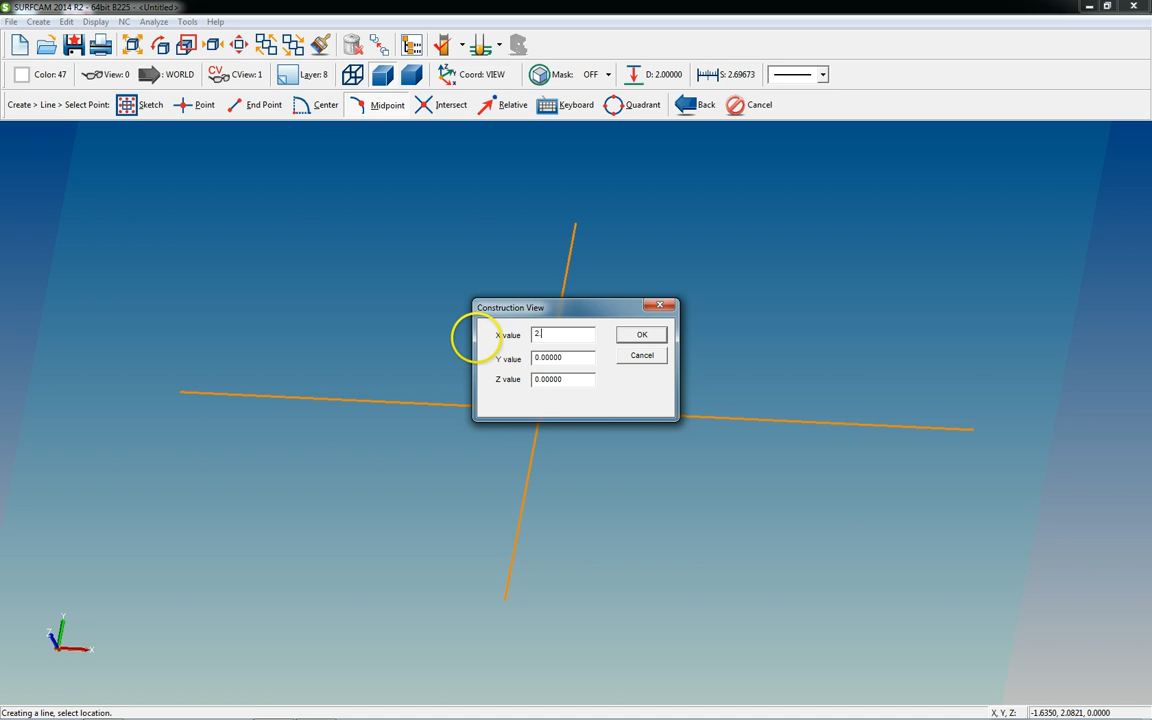 SURFCAM 2014 R2 - 64bit B225 - <Untitled>
File Create Edit Display NC Analyze Tools Help
Color: 47 View: 0 : WORLD CV CView: 1 Layer: 8 Coord: VIEW Mask: OFF D: 2.00000 S: 2.69673
Create > Line > Select Point: Sketch Point End Point Center Midpoint Intersect Relative Keyboard Quadrant Back Cancel
Construction View
X value 2. OK
Y value 0.00000 Cancel
Z value 0.00000
Y
Z
X
Creating a line, select location. X, Y, Z: -1.6350, 2.0821, 0.0000